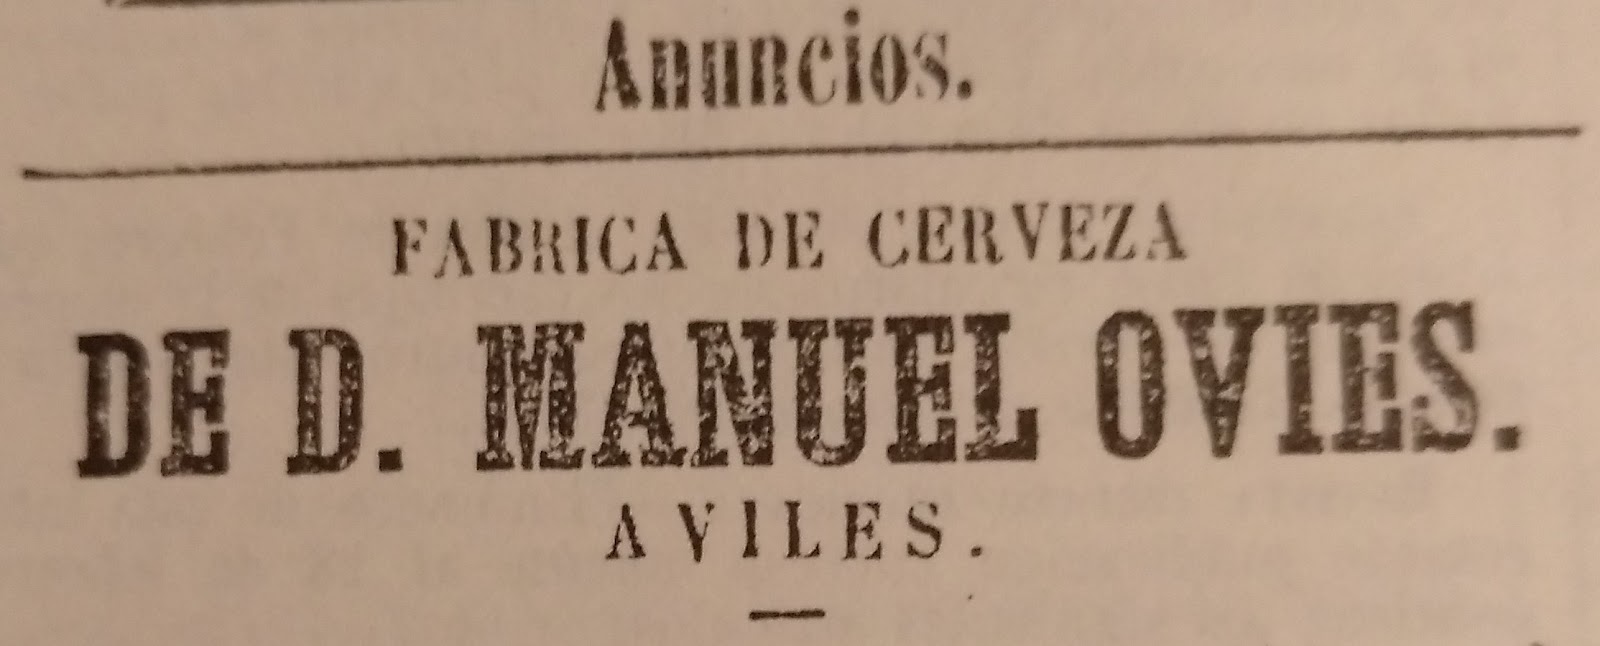 Anuncios.
FABRICA DE CERVEZA
DE D. MANUEL OVIES.
AVILES.